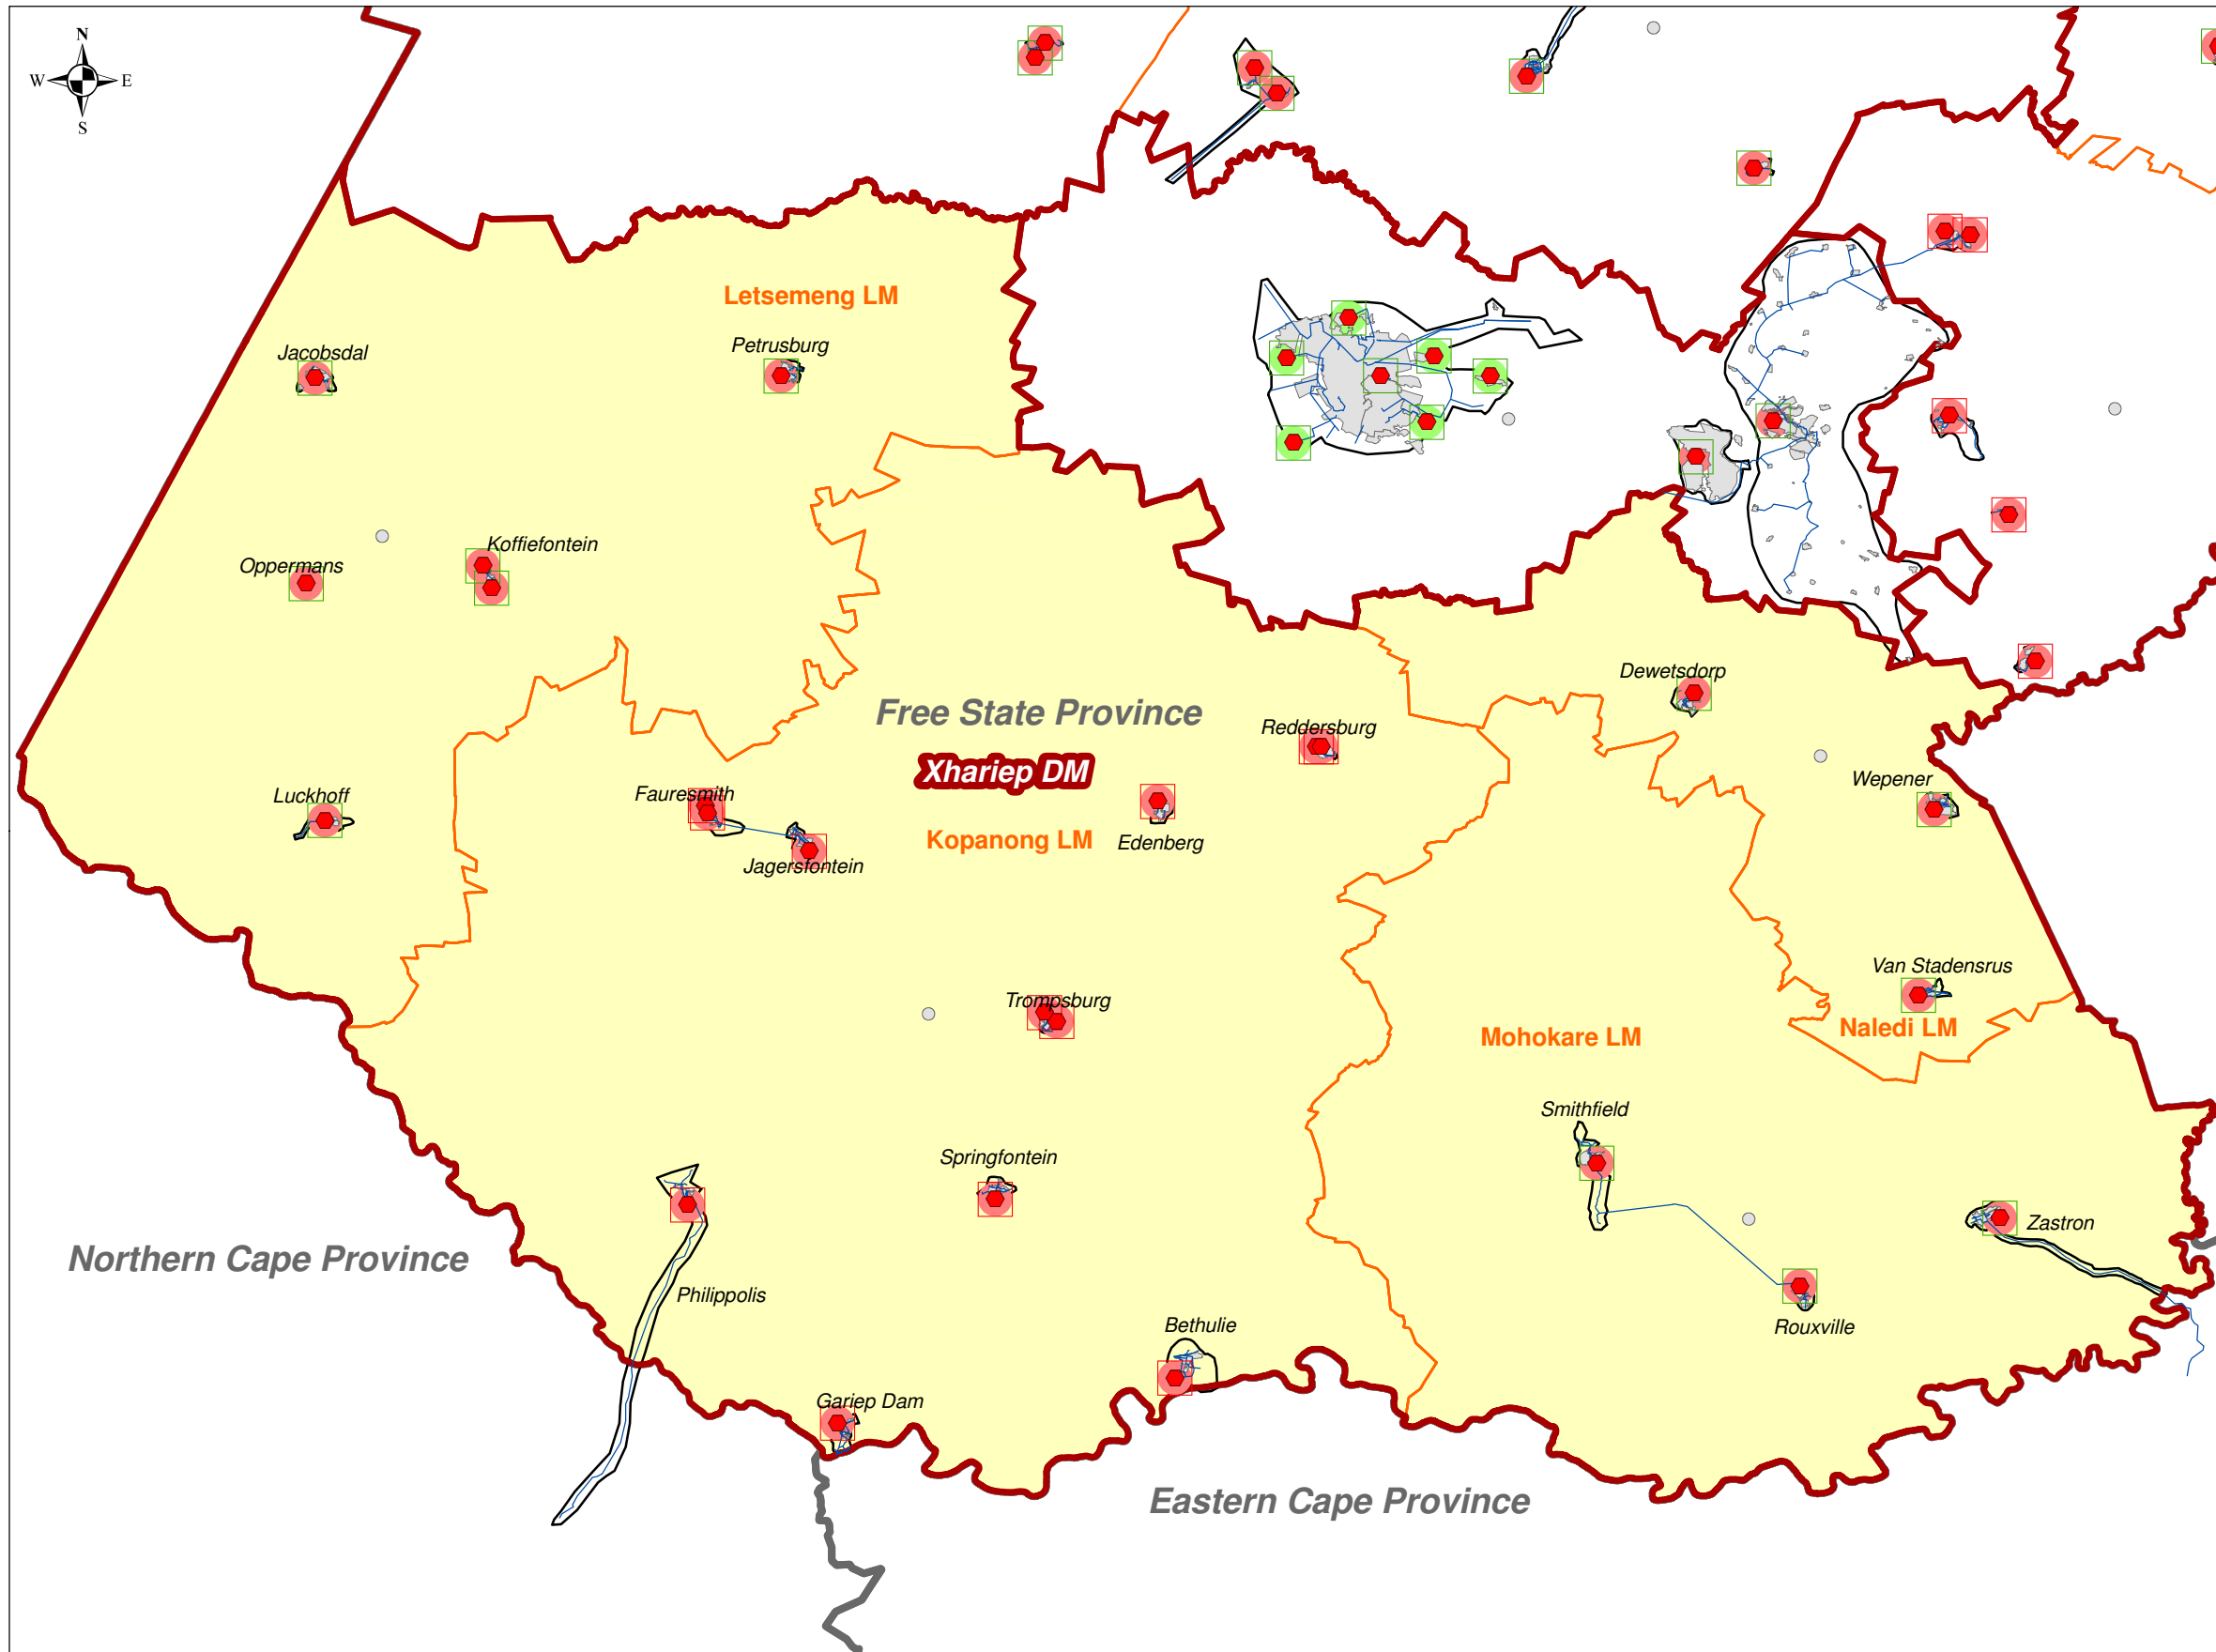 N
W
E
S
Letsemeng LM
Jacobsdal
Petrusburg
Koffiefontein
Oppermans
Dewetsdorp
Free State Province
Reddersburg
Xhariep DM
Wepener
Luckhoff
Fauresmith
Kopanong LM
Edenberg
Jagersfontein
Van Stadensrus
Trompsburg
Naledi LM
Mohokare LM
Smithfield
Springfontein
Zastron
Northern Cape Province
Philippolis
Bethulie
Rouxville
Gariep Dam
Eastern Cape Province